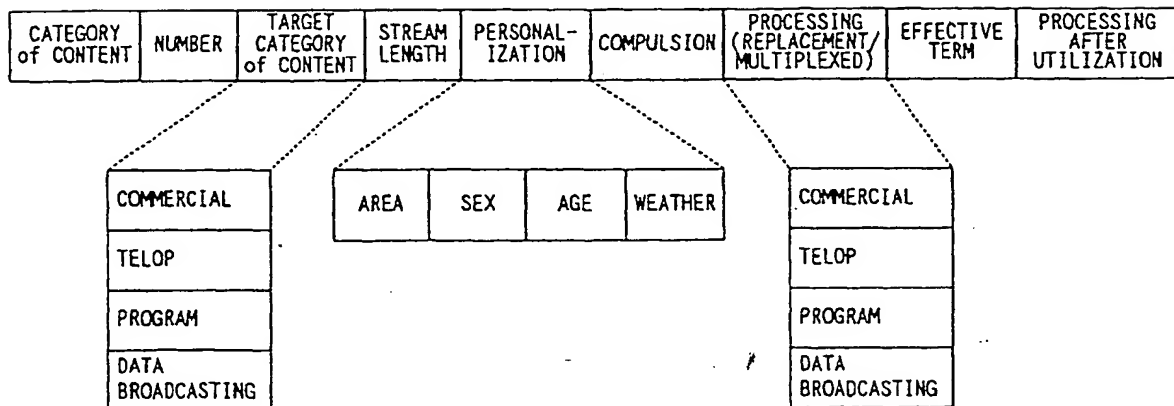 CATEGORY
of CONTENT
NUMBER
TARGET
CATEGORY
of CONTENT
STREAM
LENGTH
PERSONAL-
IZATION
COMPULSION
PROCESSING
(REPLACEMENT/
MULTIPLEXED)
EFFECTIVE
TERM
PROCESSING
AFTER
UTILIZATION
COMMERCIAL
TELOP
PROGRAM
DATA
BROADCASTING
AREA
SEX
AGE
WEATHER
COMMERCIAL
TELOP
PROGRAM
DATA
BROADCASTING